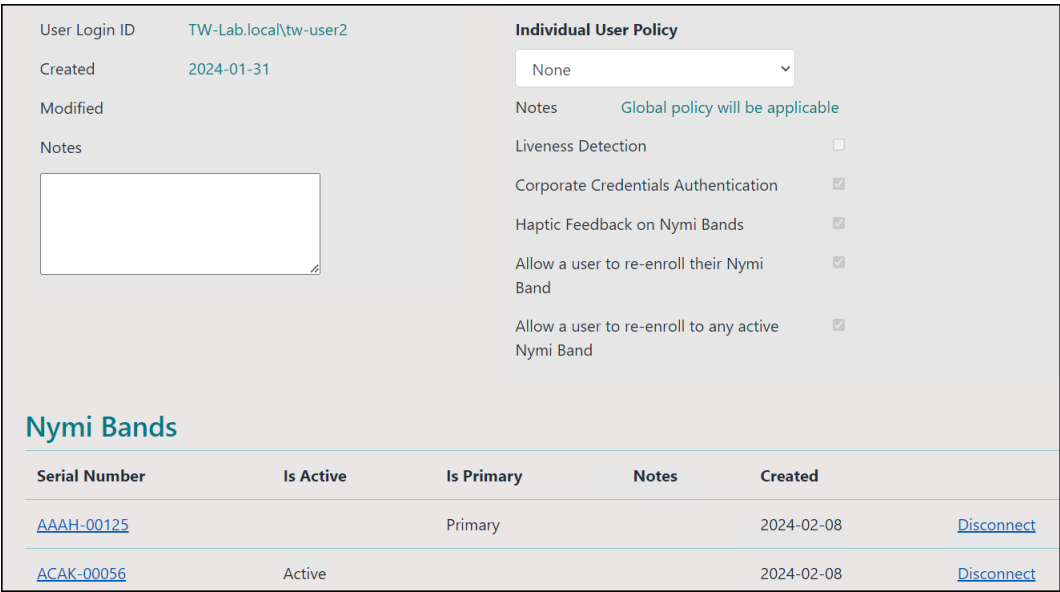 User Login ID TW-Lab.local\tw-user2
Created 2024-01-31
Modified
Notes
Individual User Policy
None
Notes Global policy will be applicable
Liveness Detection
Corporate Credentials Authentication
Haptic Feedback on Nymi Bands
Allow a user to re-enroll their Nymi
Band
Allow a user to re-enroll to any active
Nymi Band
Nymi Bands
Serial Number Is Active Is Primary Notes Created
AAAH-00125 Primary 2024-02-08 Disconnect
ACAK-00056 Active 2024-02-08 Disconnect